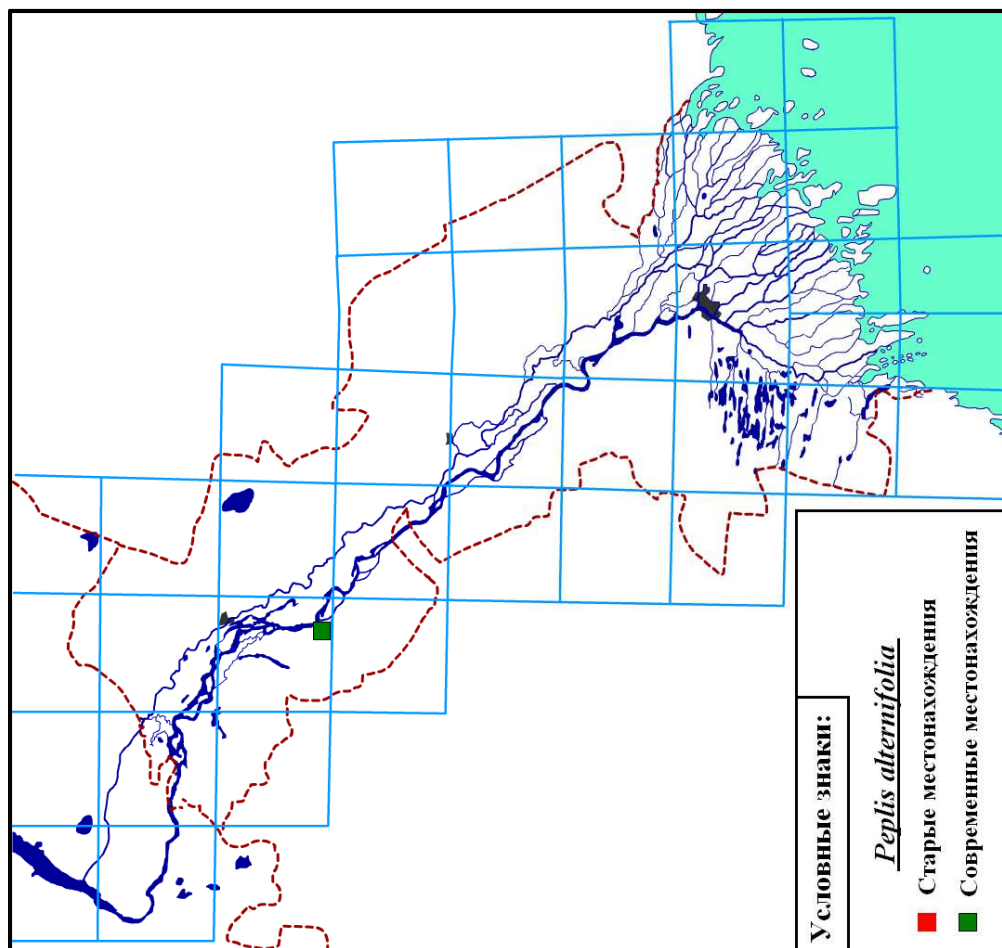 Условные знаки:
Peplis alternifolia
Старые местонахождения
Современные местонахождения